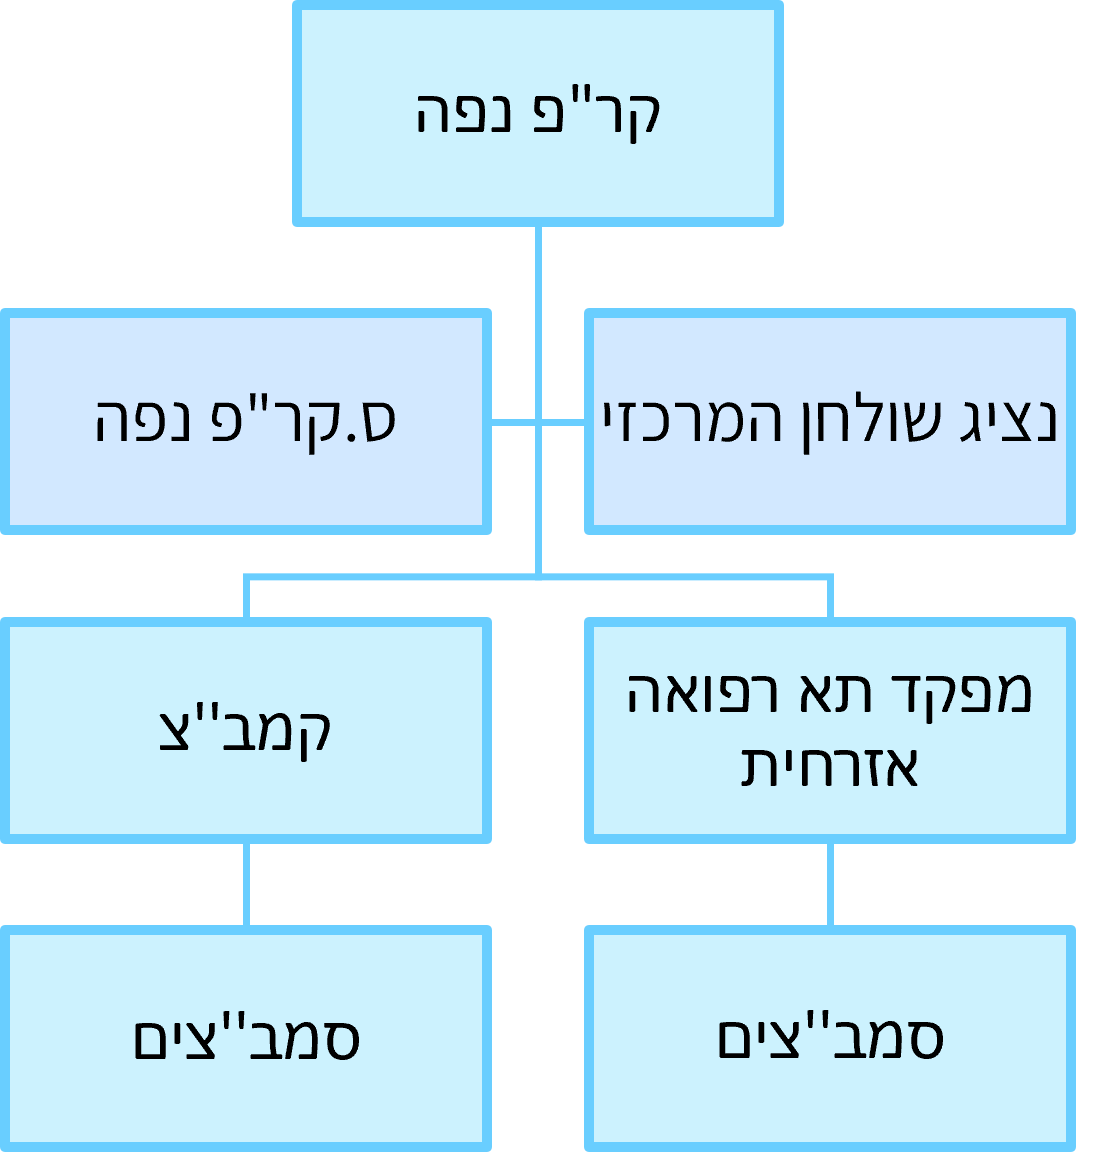 קר"פ נפה
נציג שולחן המרכזי
ס.קר"פ נפה
מפקד תא רפואה
אזרחית
קמב''צ
סמב''צים
סמב''צים